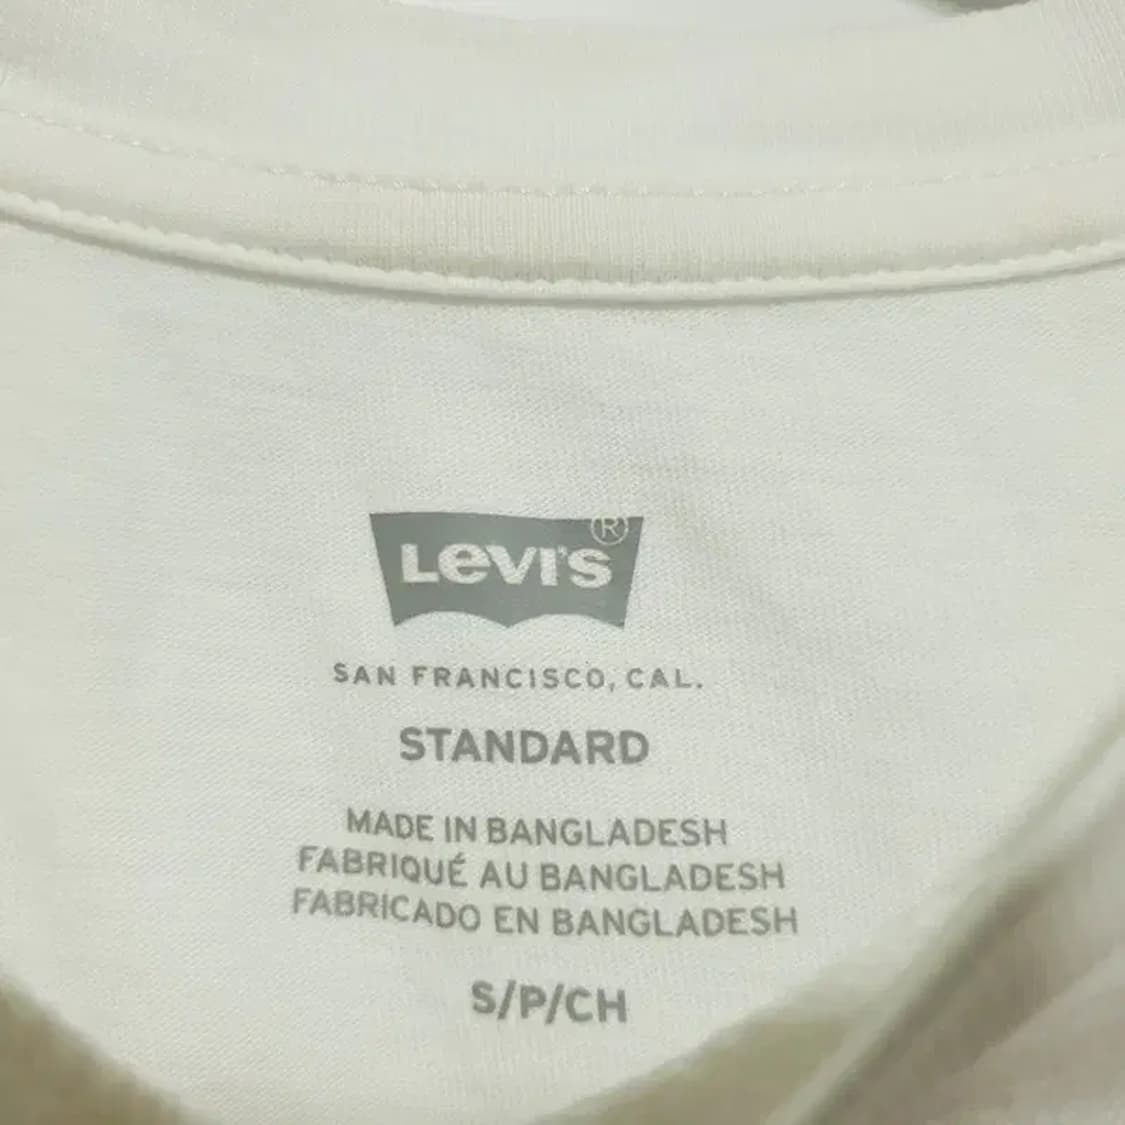 Levi's®
SAN FRANCISCO, CAL.
STANDARD
MADE IN BANGLADESH
FABRIQUÉ AU BANGLADESH
FABRICADO EN BANGLADESH
S/P/CH